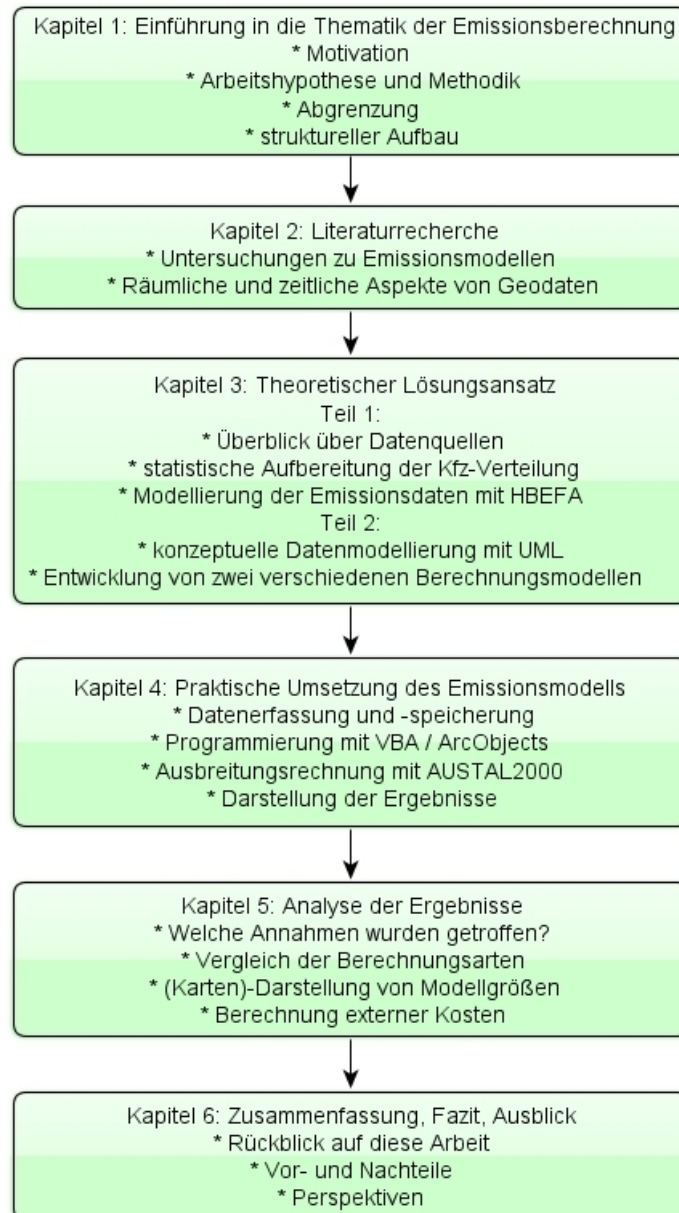 Kapitel 1: Einführung in die Thematik der Emissionsberechnung
* Motivation
* Arbeitshypothese und Methodik
* Abgrenzung
* struktureller Aufbau
Kapitel 2: Literaturrecherche
* Untersuchungen zu Emissionsmodellen
* Räumliche und zeitliche Aspekte von Geodaten
Kapitel 3: Theoretischer Lösungsansatz
Teil 1:
* Überblick über Datenquellen
* statistische Aufbereitung der Kfz-Verteilung
* Modellierung der Emissionsdaten mit HBEFA
Teil 2:
* konzeptuelle Datenmodellierung mit UML
* Entwicklung von zwei verschiedenen Berechnungsmodellen
Kapitel 4: Praktische Umsetzung des Emissionsmodells
* Datenerfassung und -speicherung
* Programmierung mit VBA / ArcObjects
* Ausbreitungsrechnung mit AUSTAL2000
* Darstellung der Ergebnisse
Kapitel 5: Analyse der Ergebnisse
* Welche Annahmen wurden getroffen?
* Vergleich der Berechnungsarten
* (Karten)-Darstellung von Modellgrößen
* Berechnung externer Kosten
Kapitel 6: Zusammenfassung, Fazit, Ausblick
* Rückblick auf diese Arbeit
* Vor- und Nachteile
* Perspektiven